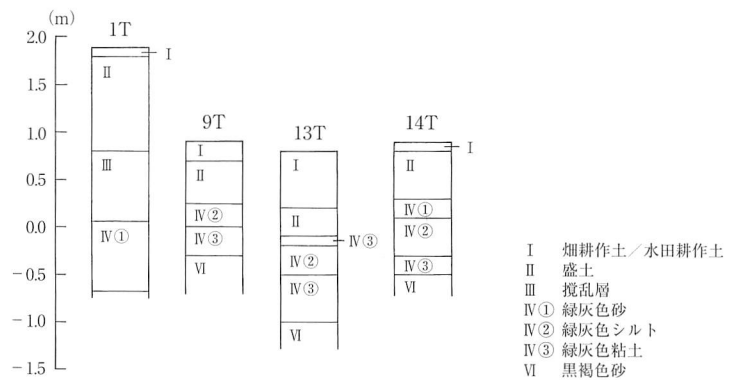 (m)
2.0
1.5
1.0
0.5
0.0
-0.5
-1.0
-1.5
1T
Ⅰ
Ⅱ
Ⅲ
Ⅳ①
9T
Ⅰ
Ⅱ
Ⅳ②
Ⅳ③
Ⅵ
13T
Ⅰ
Ⅱ
Ⅳ③
Ⅳ②
Ⅳ③
Ⅵ
14T
Ⅰ
Ⅱ
Ⅳ①
Ⅳ②
Ⅳ③
Ⅵ
Ⅰ 畑耕作土／水田耕作土
Ⅱ 盛土
Ⅲ 撹乱層
Ⅳ① 緑灰色砂
Ⅳ② 緑灰色シルト
Ⅳ③ 緑灰色粘土
Ⅵ 黒褐色砂